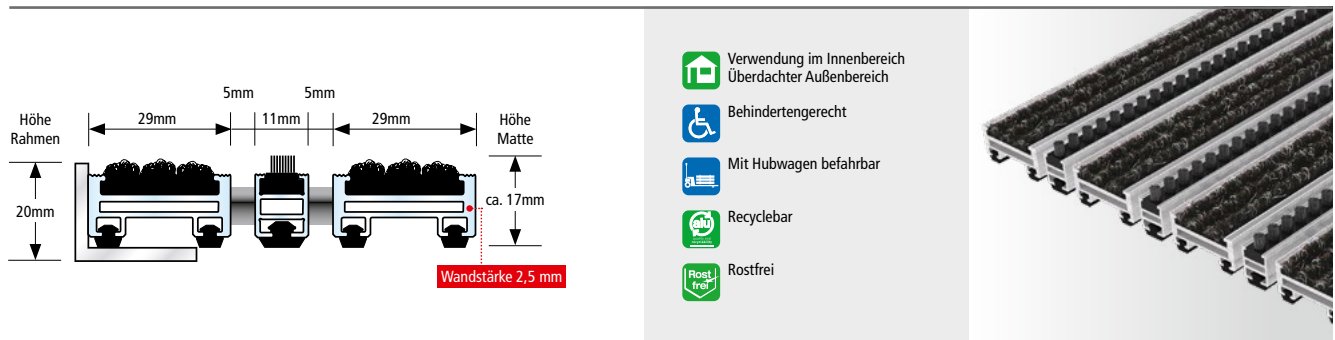 5mm
5mm
Höhe
Rahmen
29mm
11mm
29mm
Höhe
Matte
20mm
ca. 17mm
Wandstärke 2,5 mm
Verwendung im Innenbereich
Überdachter Außenbereich
Behindertengerecht
Mit Hubwagen befahrbar
alu
Recyclebar
Rost
frei
Rostfrei